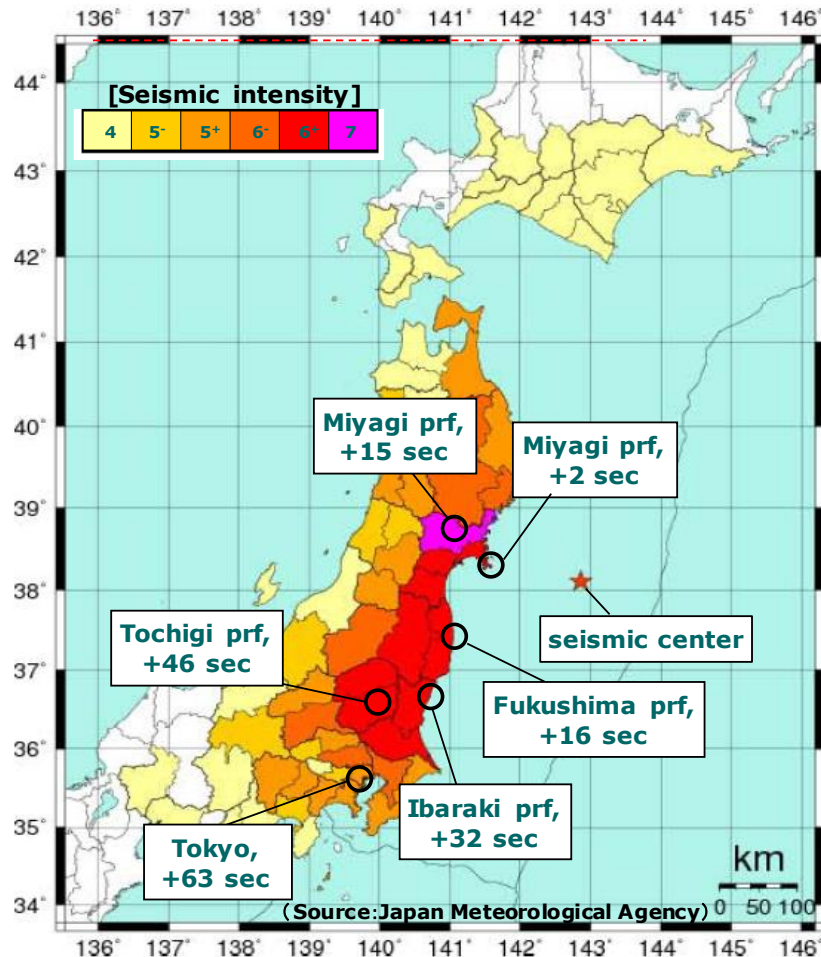 136° 137° 138° 139° 140° 141° 142° 143° 144° 145° 146°
44°
[Seismic intensity]
4 5⁻ 5⁺ 6⁻ 6⁺ 7
43°
42°
41°
40°
Miyagi prf,
+15 sec
Miyagi prf,
+2 sec
39°
38°
seismic center
Tochigi prf,
+46 sec
37°
Fukushima prf,
+16 sec
36°
Ibaraki prf,
+32 sec
35°
Tokyo,
+63 sec
km
0 50 100
34°
（Source:Japan Meteorological Agency）
136° 137° 138° 139° 140° 141° 142° 143° 144° 145° 146°